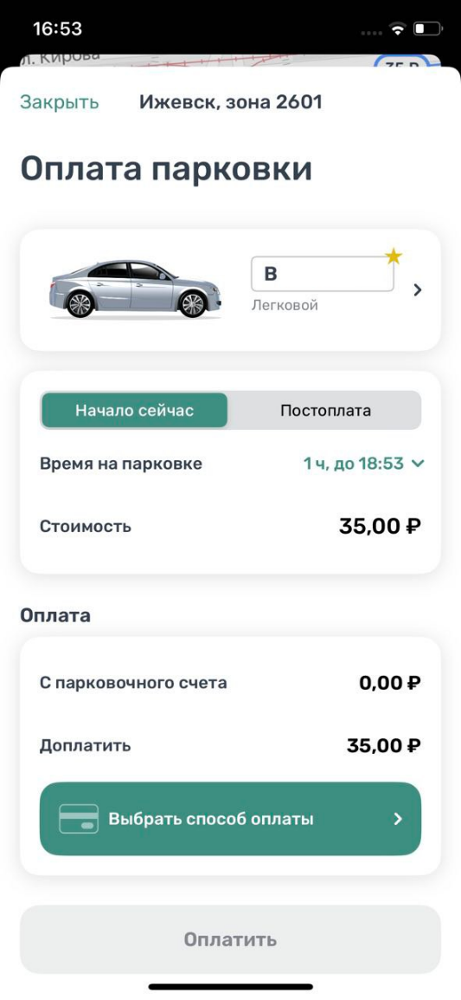 16:53
л. Кирова
35 ₽
Закрыть
Ижевск, зона 2601
Оплата парковки
В
Легковой
Начало сейчас
Постоплата
Время на парковке
1 ч, до 18:53
Стоимость
35,00 ₽
Оплата
С парковочного счета
0,00 ₽
Доплатить
35,00 ₽
Выбрать способ оплаты
Оплатить